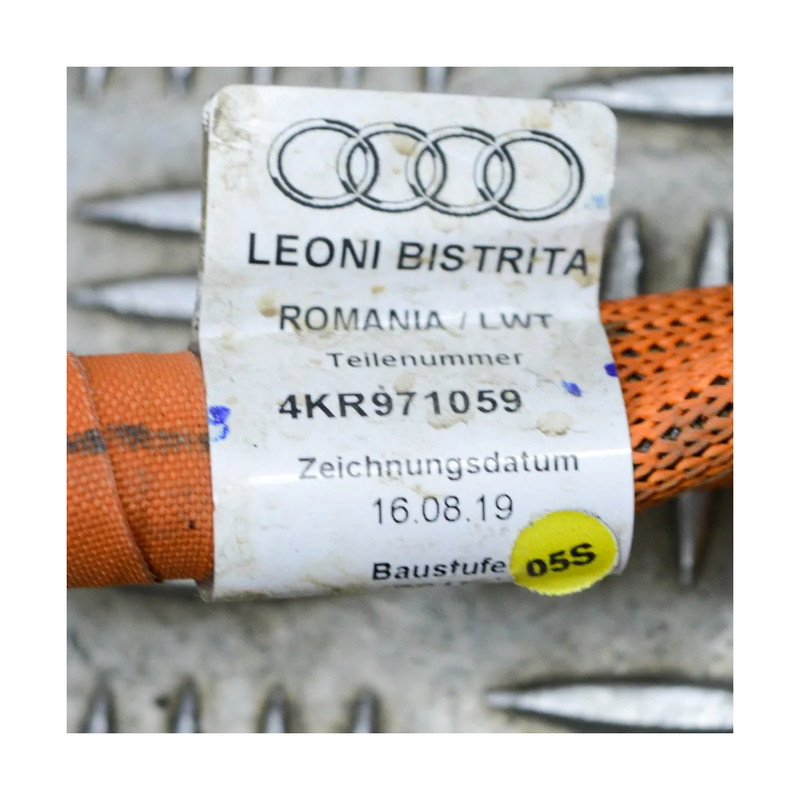 LEONI BISTRITA
ROMANIA / LWT
Teilenummer
4KR971059
Zeichnungsdatum
16.08.19
Baustufe
05S